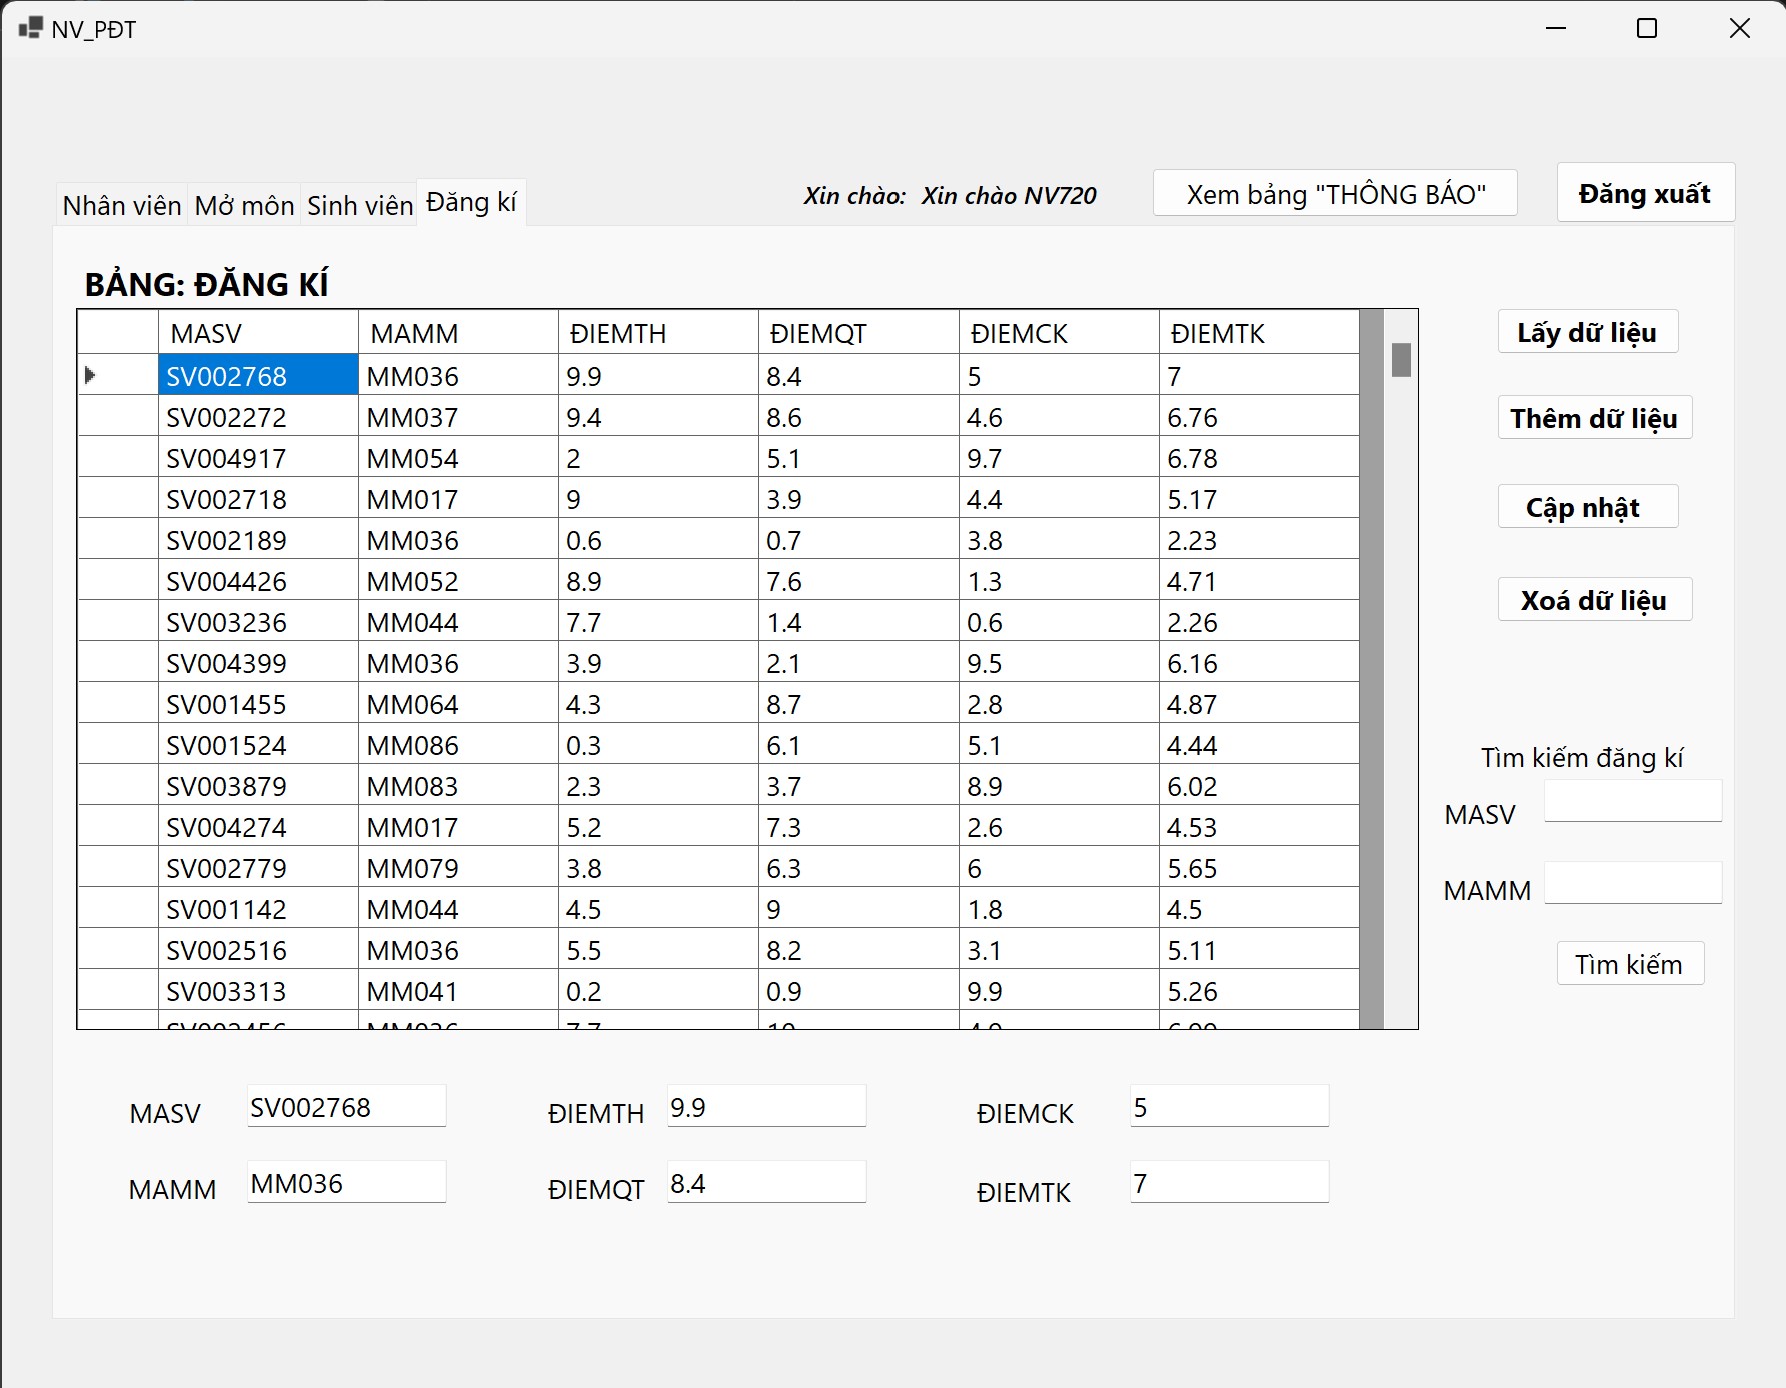 NV_PĐT
Nhân viên Mở môn Sinh viên Đăng kí Xin chào: Xin chào NV720 Xem bảng "THÔNG BÁO" Đăng xuất
BẢNG: ĐĂNG KÍ
MASV MAMM ĐIEMTH ĐIEMQT ĐIEMCK ĐIEMTK
SV002768 MM036 9.9 8.4 5 7
SV002272 MM037 9.4 8.6 4.6 6.76
SV004917 MM054 2 5.1 9.7 6.78
SV002718 MM017 9 3.9 4.4 5.17
SV002189 MM036 0.6 0.7 3.8 2.23
SV004426 MM052 8.9 7.6 1.3 4.71
SV003236 MM044 7.7 1.4 0.6 2.26
SV004399 MM036 3.9 2.1 9.5 6.16
SV001455 MM064 4.3 8.7 2.8 4.87
SV001524 MM086 0.3 6.1 5.1 4.44
SV003879 MM083 2.3 3.7 8.9 6.02
SV004274 MM017 5.2 7.3 2.6 4.53
SV002779 MM079 3.8 6.3 6 5.65
SV001142 MM044 4.5 9 1.8 4.5
SV002516 MM036 5.5 8.2 3.1 5.11
SV003313 MM041 0.2 0.9 9.9 5.26
Lấy dữ liệu
Thêm dữ liệu
Cập nhật
Xoá dữ liệu
Tìm kiếm đăng kí
MASV
MAMM
Tìm kiếm
MASV SV002768 ĐIEMTH 9.9 ĐIEMCK 5
MAMM MM036 ĐIEMQT 8.4 ĐIEMTK 7